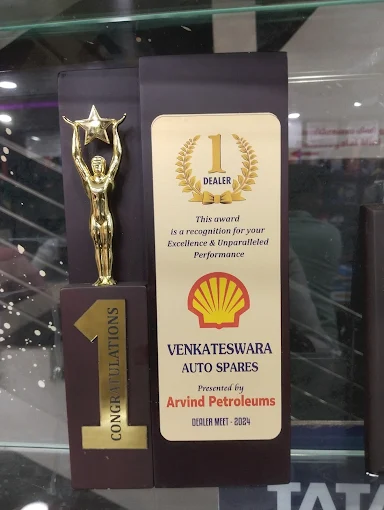 1
DEALER
This award
is a recognition for your
Excellence & Unparalleled
Performance
VENKATESWARA
AUTO SPARES
Presented by
Arvind Petroleums
DEALER MEET - 2024
1
CONGRATULATIONS
TATA